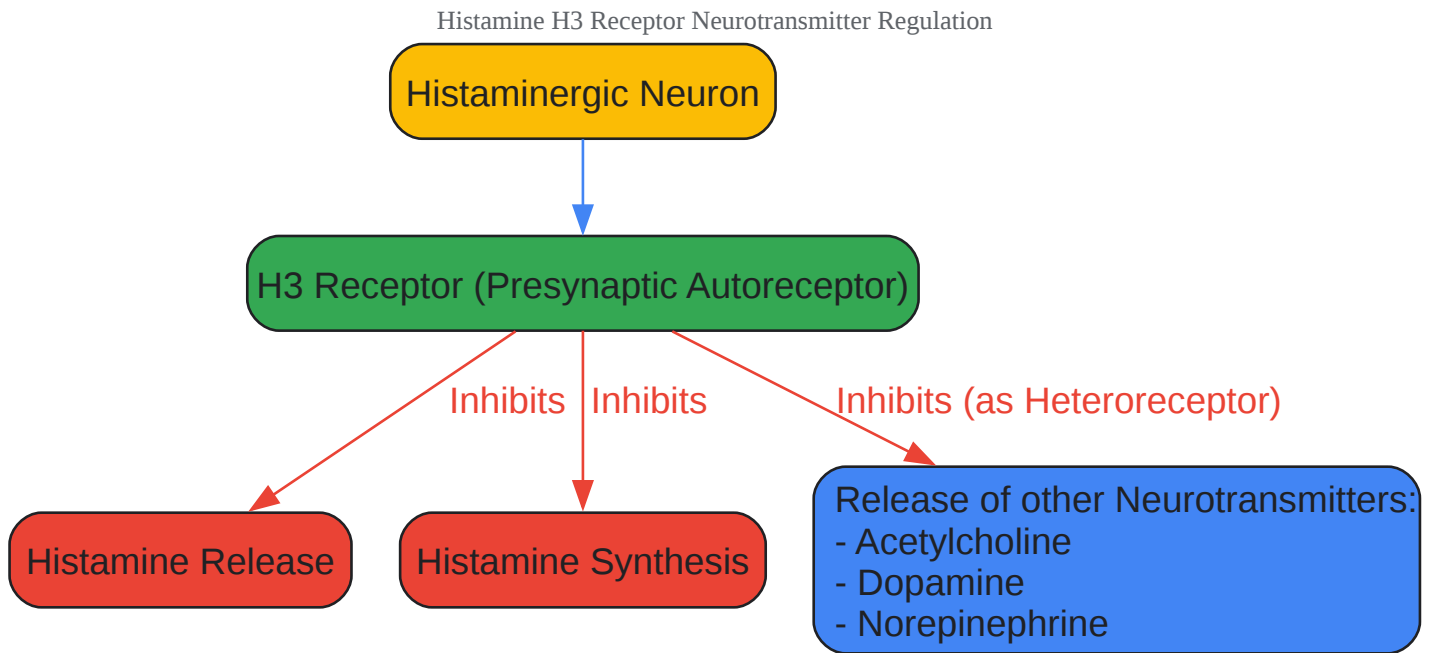 Histamine H3 Receptor Neurotransmitter Regulation
Histaminergic Neuron
H3 Receptor (Presynaptic Autoreceptor)
Inhibits
Inhibits
Inhibits (as Heteroreceptor)
Histamine Release
Histamine Synthesis
Release of other Neurotransmitters:
- Acetylcholine
- Dopamine
- Norepinephrine